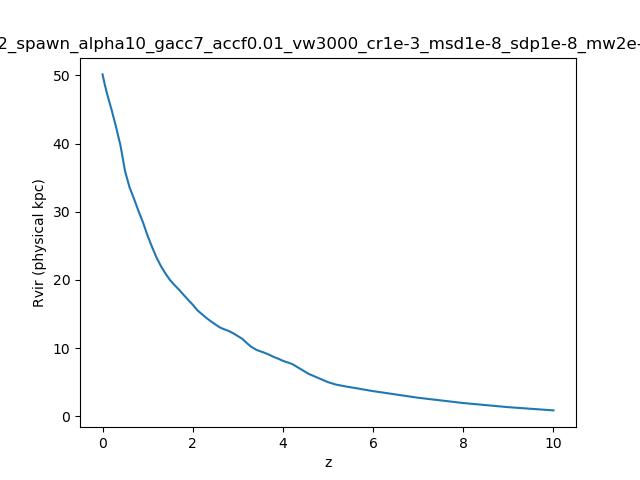 2_spawn_alpha10_gacc7_accf0.01_vw3000_cr1e-3_msd1e-8_sdp1e-8_mw2e-
50
40
30
20
10
0
Rvir (physical kpc)
0 2 4 6 8 10
z